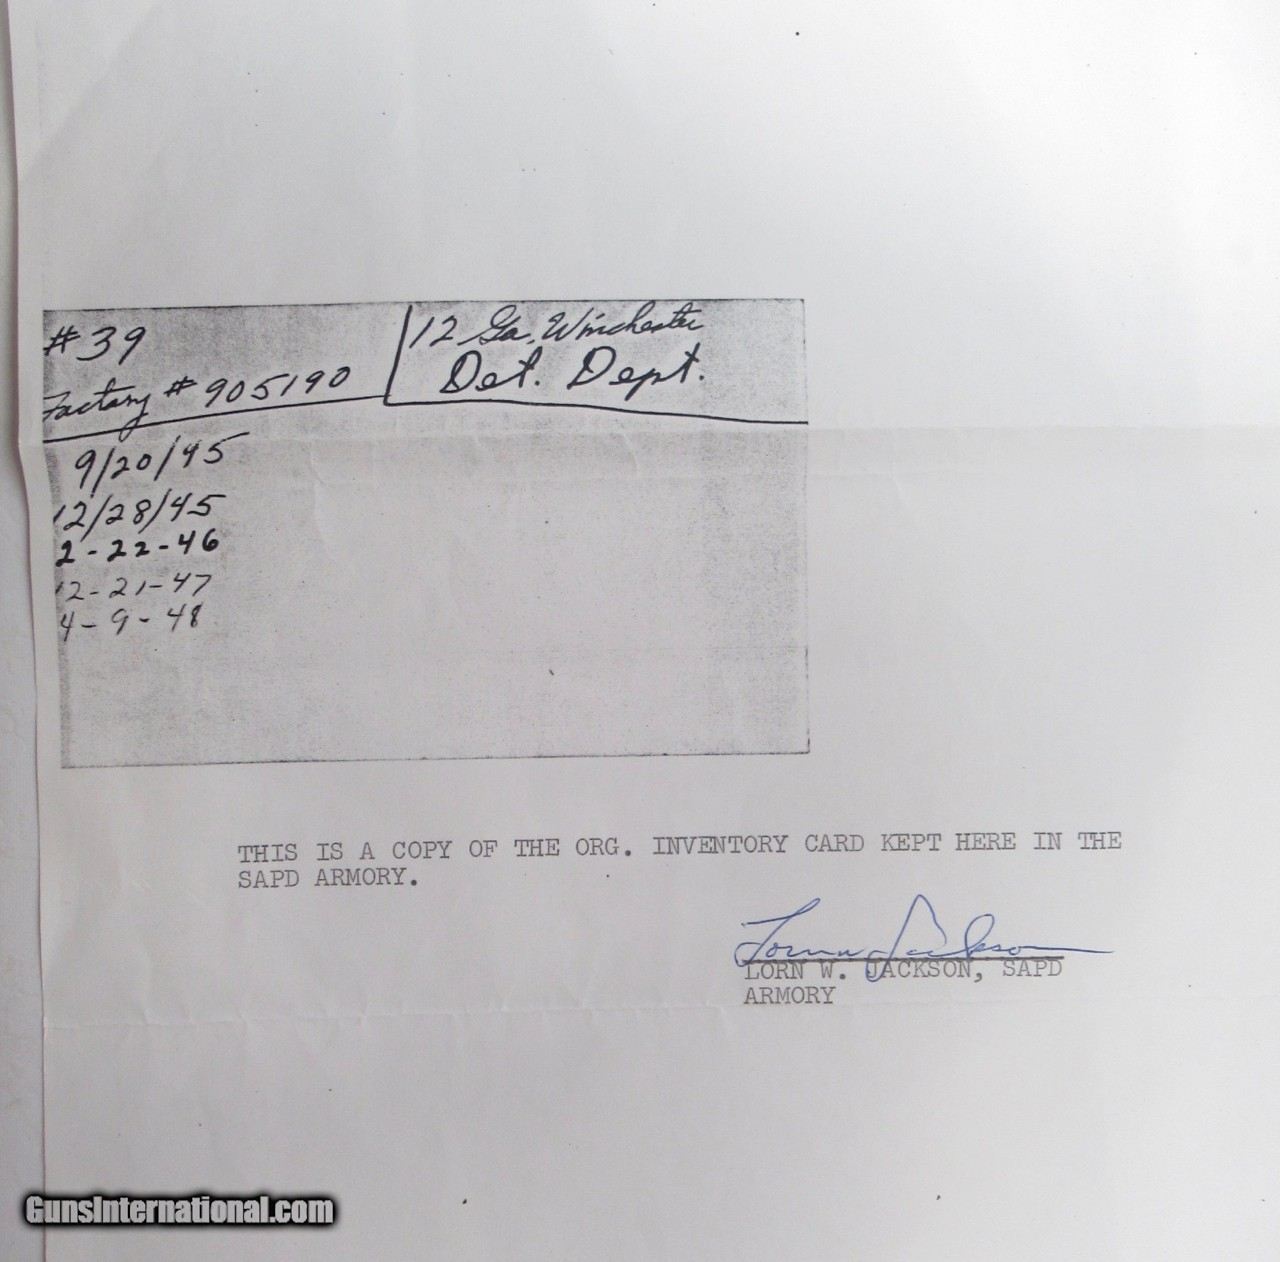 #39
12 Ga. Winchester
Det. Dept.
Factory # 905190
9/20/45
12/28/45
2-22-46
12-21-47
4-9-48
THIS IS A COPY OF THE ORG. INVENTORY CARD KEPT HERE IN THE
SAPD ARMORY.
Lorn W. Jackson
LORN W. JACKSON, SAPD
ARMORY
GunsInternational.com